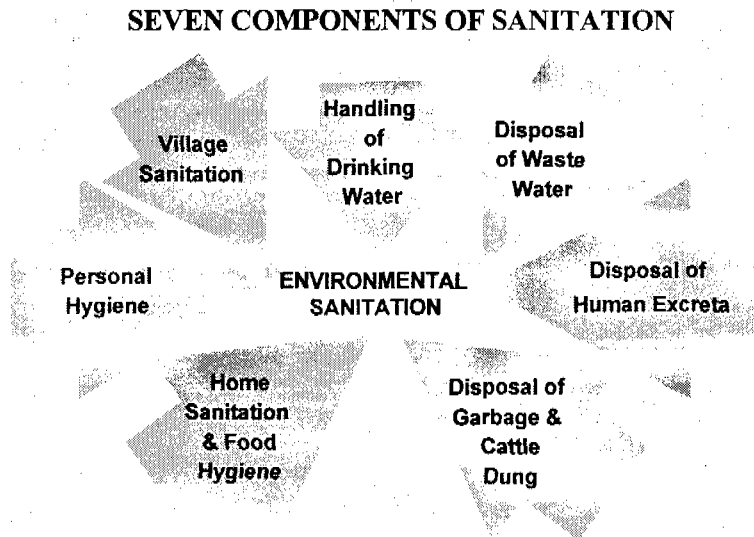 SEVEN COMPONENTS OF SANITATION
Village
Sanitation
Handling
of
Drinking
Water
Disposal
of Waste
Water
Personal
Hygiene
ENVIRONMENTAL
SANITATION
Disposal of
Human Excreta
Home
Sanitation
& Food
Hygiene
Disposal of
Garbage &
Cattle
Dung